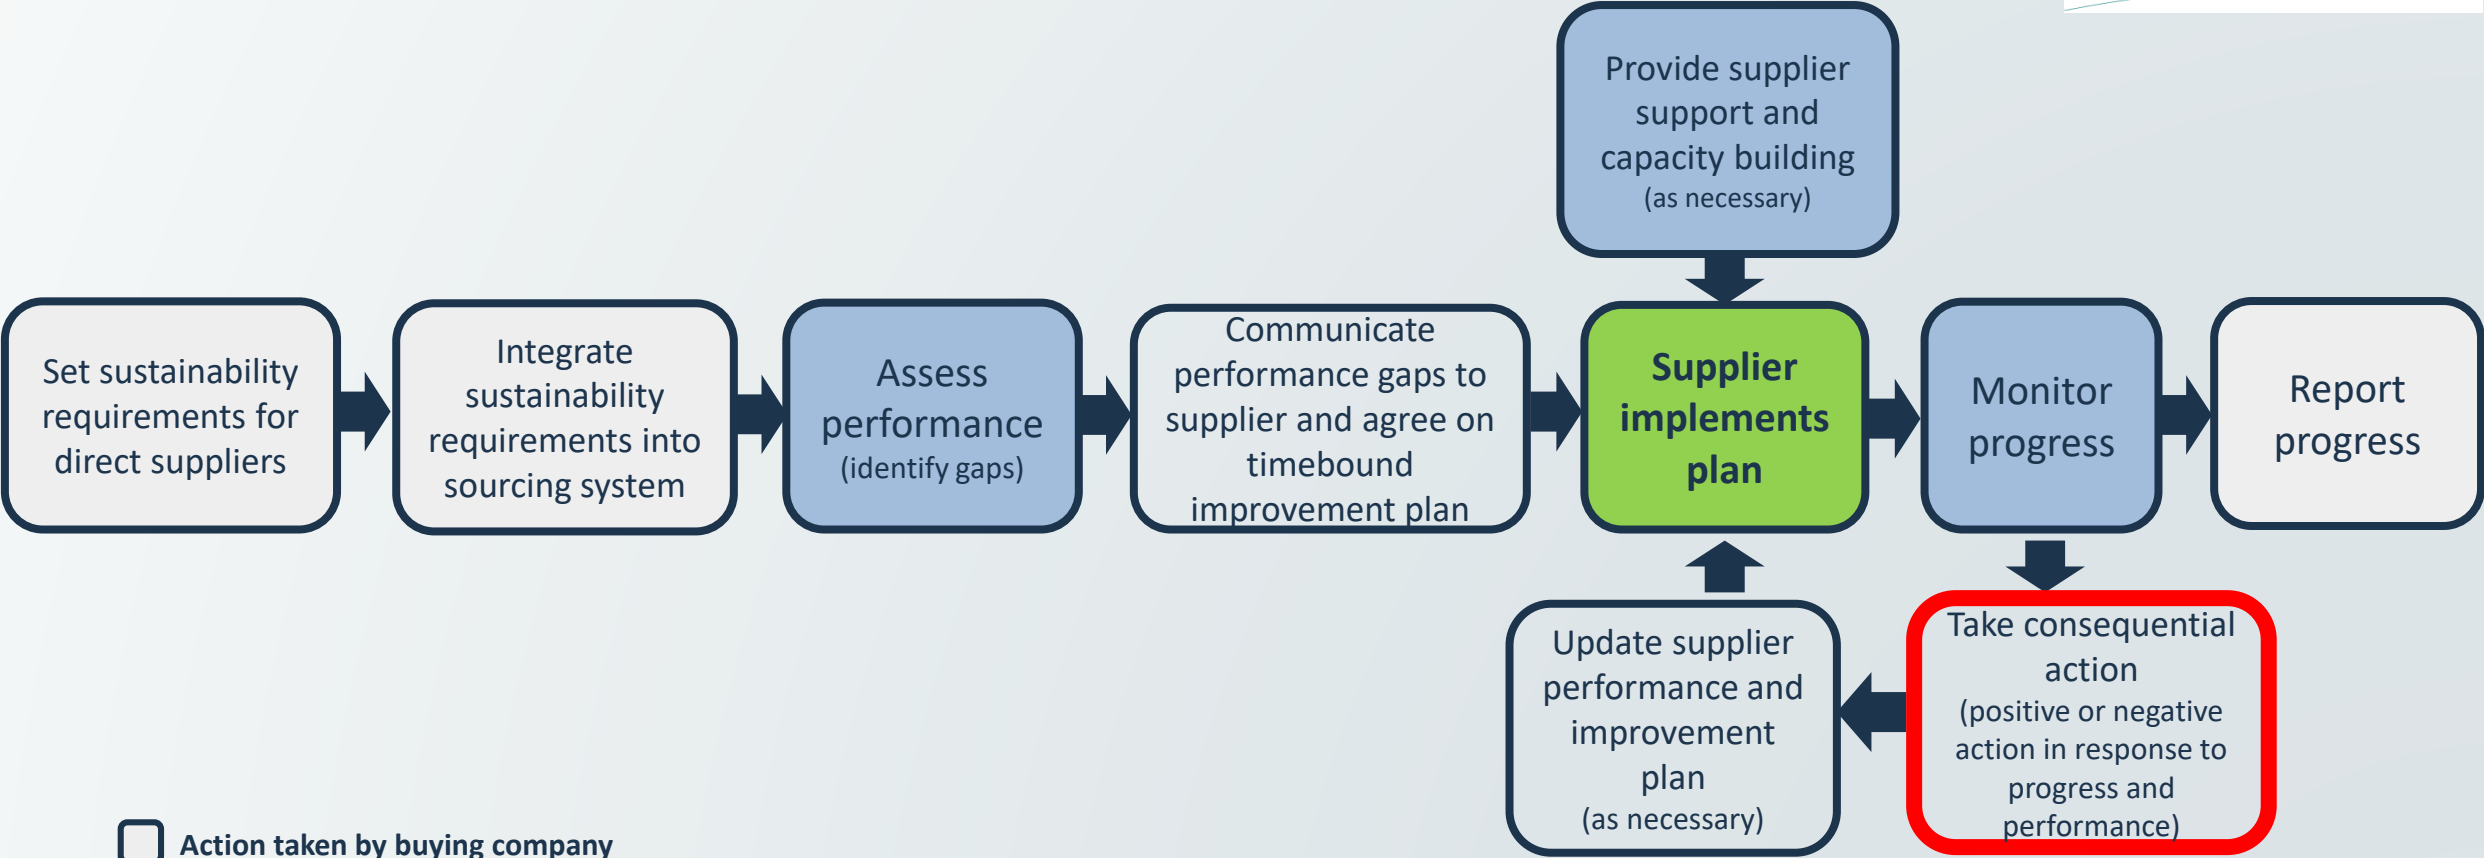 Provide supplier
support and
capacity building
(as necessary)
Set sustainability
requirements for
direct suppliers
Integrate
sustainability
requirements into
sourcing system
Assess
performance
(identify gaps)
Communicate
performance gaps to
supplier and agree on
timebound
improvement plan
Supplier
implements
plan
Monitor
progress
Report
progress
Update supplier
performance and
improvement
plan
(as necessary)
Take consequential
action
(positive or negative
action in response to
progress and
performance)
Action taken by buying company